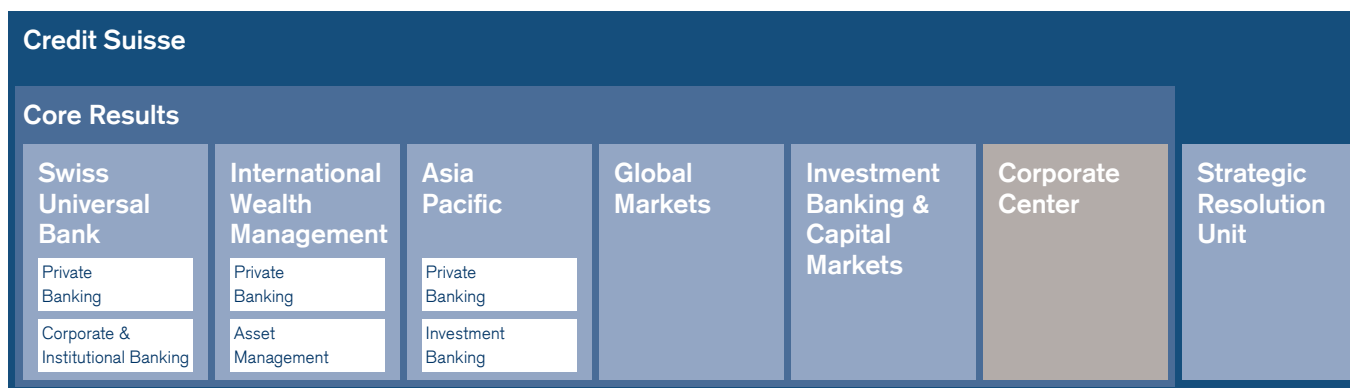 Credit Suisse
Core Results
Swiss
Universal
Bank
Private
Banking
Corporate &
Institutional Banking
International
Wealth
Management
Private
Banking
Asset
Management
Asia
Pacific
Private
Banking
Investment
Banking
Global
Markets
Investment
Banking &
Capital
Markets
Corporate
Center
Strategic
Resolution
Unit